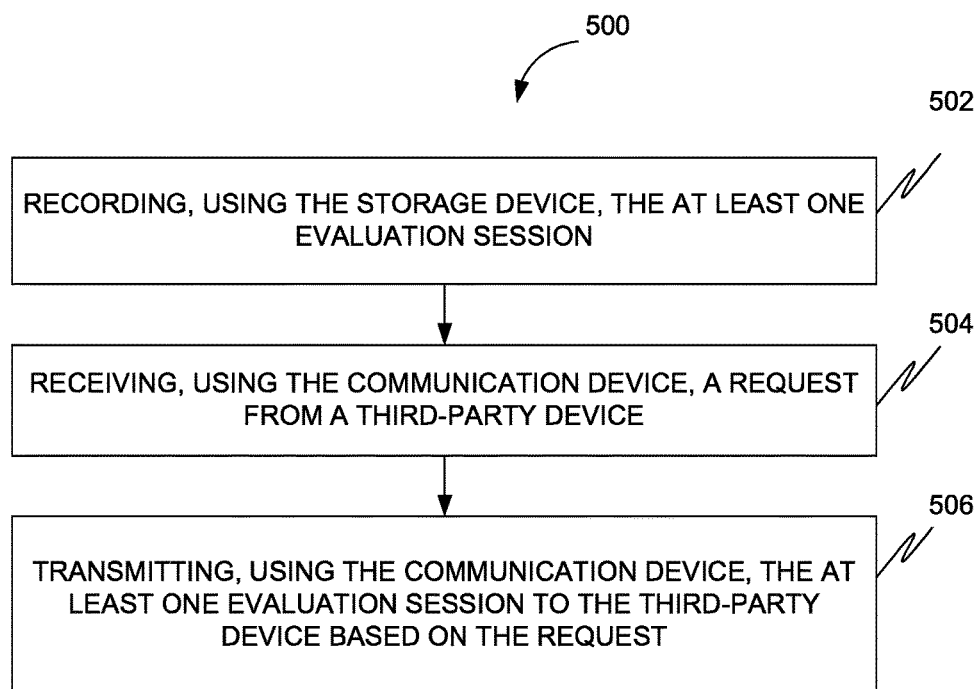 500
502
RECORDING, USING THE STORAGE DEVICE, THE AT LEAST ONE
EVALUATION SESSION
504
RECEIVING, USING THE COMMUNICATION DEVICE, A REQUEST
FROM A THIRD-PARTY DEVICE
506
TRANSMITTING, USING THE COMMUNICATION DEVICE, THE AT
LEAST ONE EVALUATION SESSION TO THE THIRD-PARTY
DEVICE BASED ON THE REQUEST